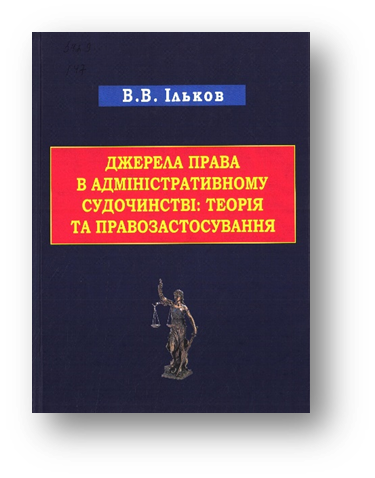 В.В. Ільков
ДЖЕРЕЛА ПРАВА
В АДМІНІСТРАТИВНОМУ
СУДОЧИНСТВІ: ТЕОРІЯ
ТА ПРАВОЗАСТОСУВАННЯ